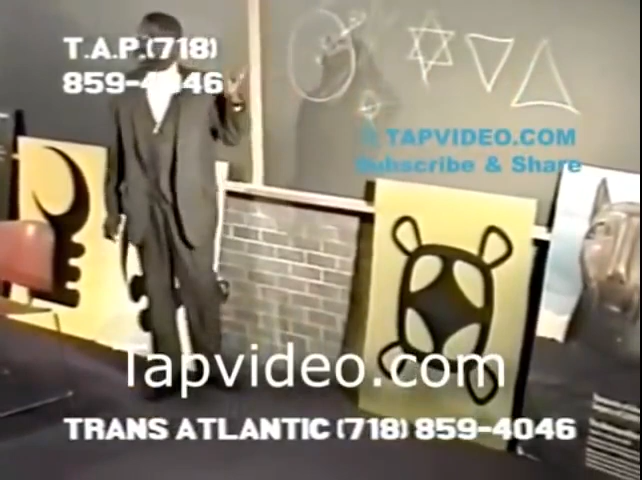 T.A.P.(718)
859-4046
TAPVIDEO.COM
Subscribe & Share
Tapvideo.com
TRANS ATLANTIC (718) 859-4046